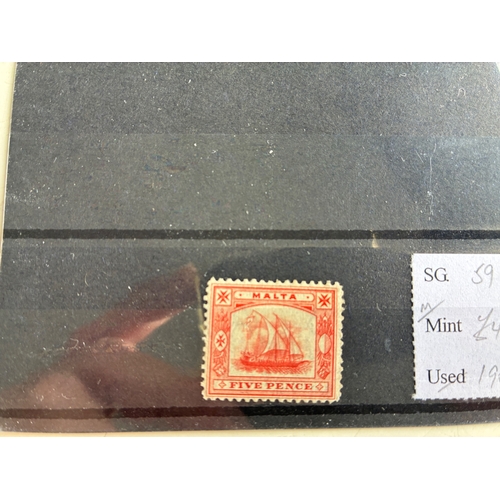 MALTA
FIVE PENCE
SG. 59
M/
Mint £4
Used 19